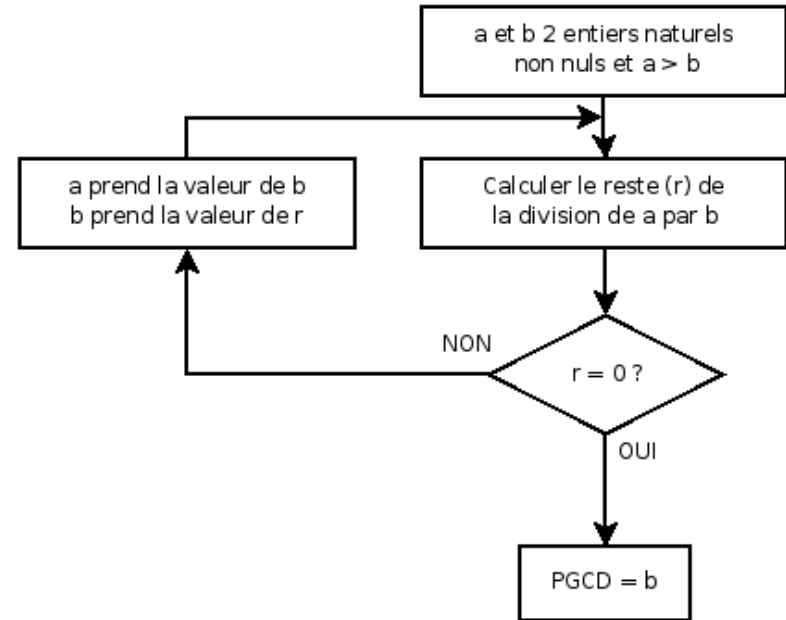 a et b 2 entiers naturels
non nuls et a > b
a prend la valeur de b
b prend la valeur de r
Calculer le reste (r) de
la division de a par b
NON
r = 0 ?
OUI
PGCD = b